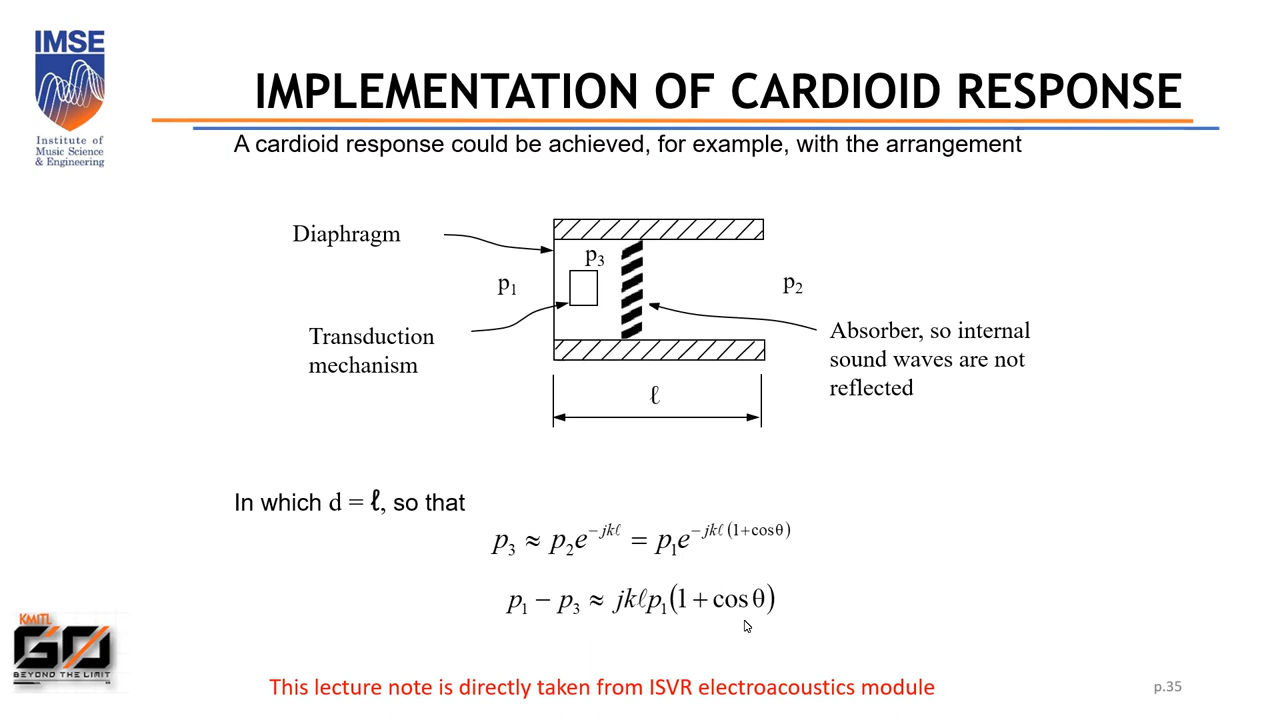 IMSE
Institute of
Music Science
& Engineering
IMPLEMENTATION OF CARDIOID RESPONSE
A cardioid response could be achieved, for example, with the arrangement
Diaphragm
p₃
p₁
p₂
Transduction
mechanism
Absorber, so internal
sound waves are not
reflected
ℓ
In which d = ℓ, so that
p₃ ≈ p₂e^{−jkℓ} = p₁e^{−jkℓ(1+cosθ)}
p₁ − p₃ ≈ jkℓp₁(1 + cos θ)
KMITL
GO
BEYOND THE LIMIT
This lecture note is directly taken from ISVR electroacoustics module
p.35